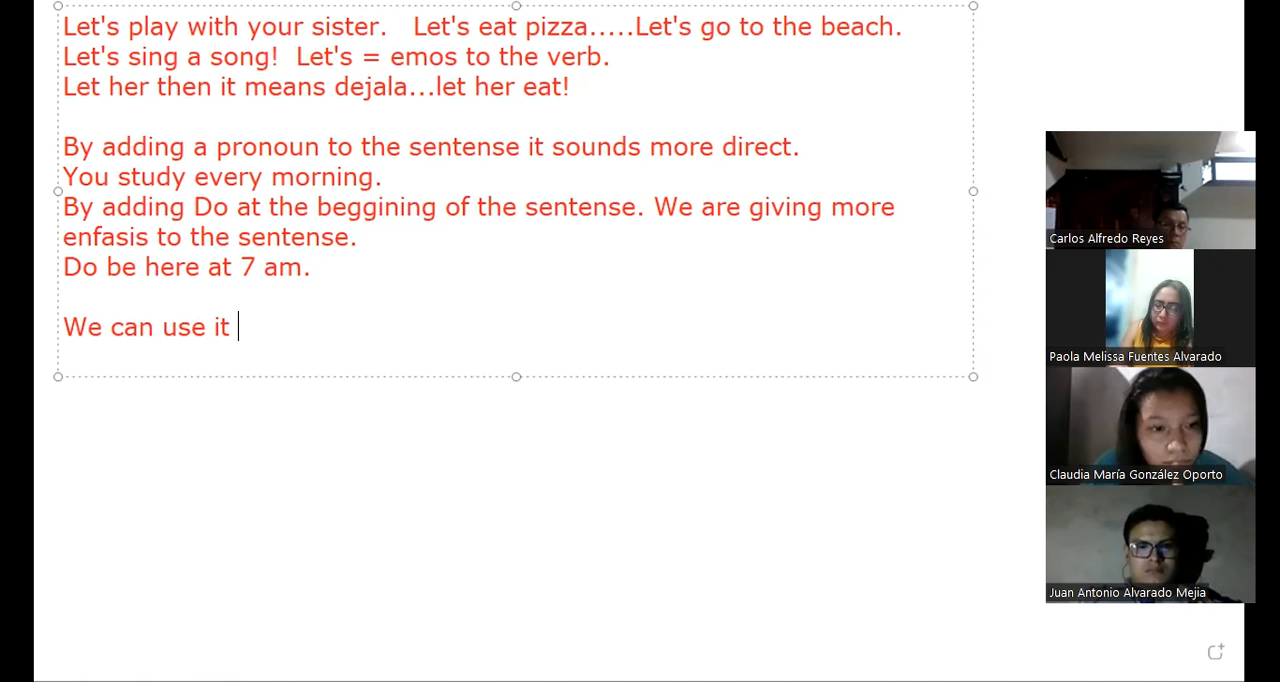 Let's play with your sister.   Let's eat pizza.....Let's go to the beach.
Let's sing a song!  Let's = emos to the verb.
Let her then it means dejala...let her eat!
By adding a pronoun to the sentense it sounds more direct.
You study every morning.
By adding Do at the beggining of the sentense. We are giving more
enfasis to the sentense.
Do be here at 7 am.
We can use it
Carlos Alfredo Reyes
Paola Melissa Fuentes Alvarado
Claudia María González Oporto
Juan Antonio Alvarado Mejia